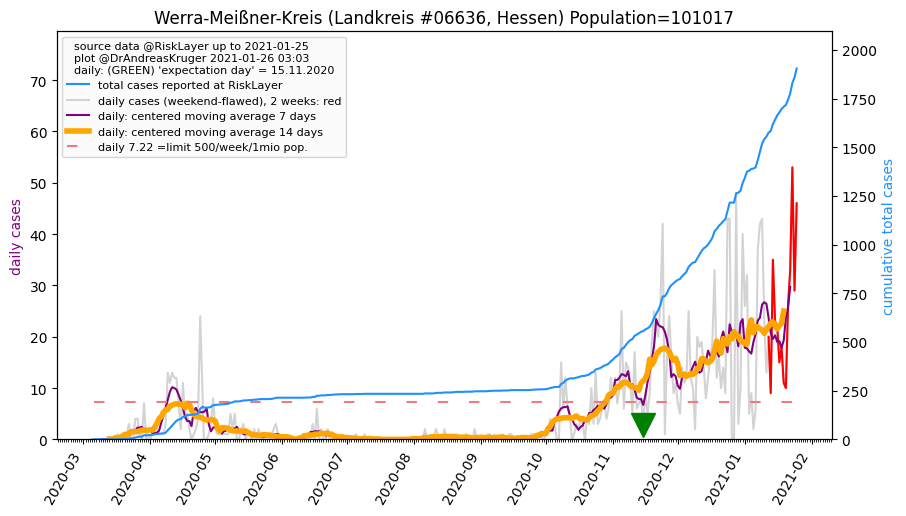 Werra-Meißner-Kreis (Landkreis #06636, Hessen) Population=101017
source data @RiskLayer up to 2021-01-25
plot @DrAndreasKruger 2021-01-26 03:03
daily: (GREEN) 'expectation day' = 15.11.2020
total cases reported at RiskLayer
daily cases (weekend-flawed), 2 weeks: red
daily: centered moving average 7 days
daily: centered moving average 14 days
daily 7.22 =limit 500/week/1mio pop.
daily cases
70
60
50
40
30
20
10
0
cumulative total cases
2000
1750
1500
1250
1000
750
500
250
0
2020-03
2020-04
2020-05
2020-06
2020-07
2020-08
2020-09
2020-10
2020-11
2020-12
2021-01
2021-02